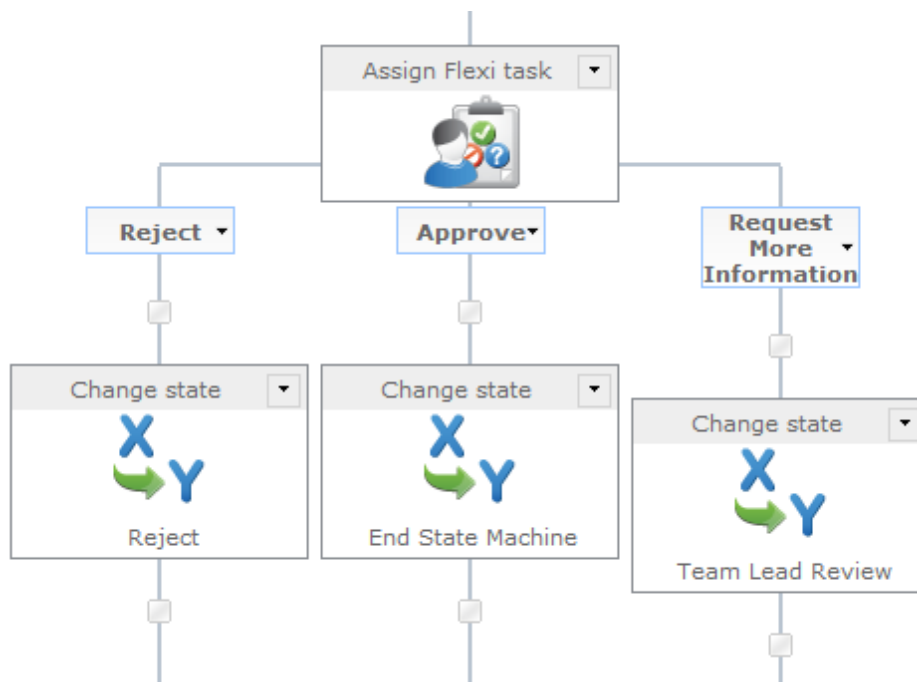 Assign Flexi task
Reject
Approve
Request
More
Information
Change state
Reject
Change state
End State Machine
Change state
Team Lead Review